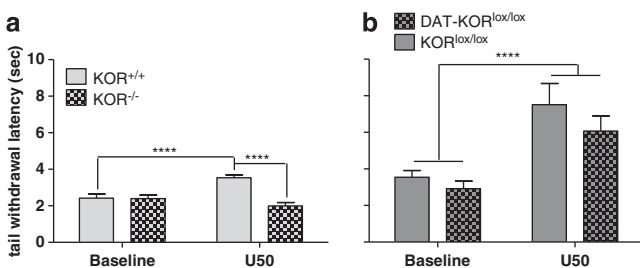 a
tail withdrawal latency (sec)
10
8
6
4
2
0
KOR+/+
KOR-/-
****
****
Baseline
U50
b
DAT-KORlox/lox
KORlox/lox
****
Baseline
U50